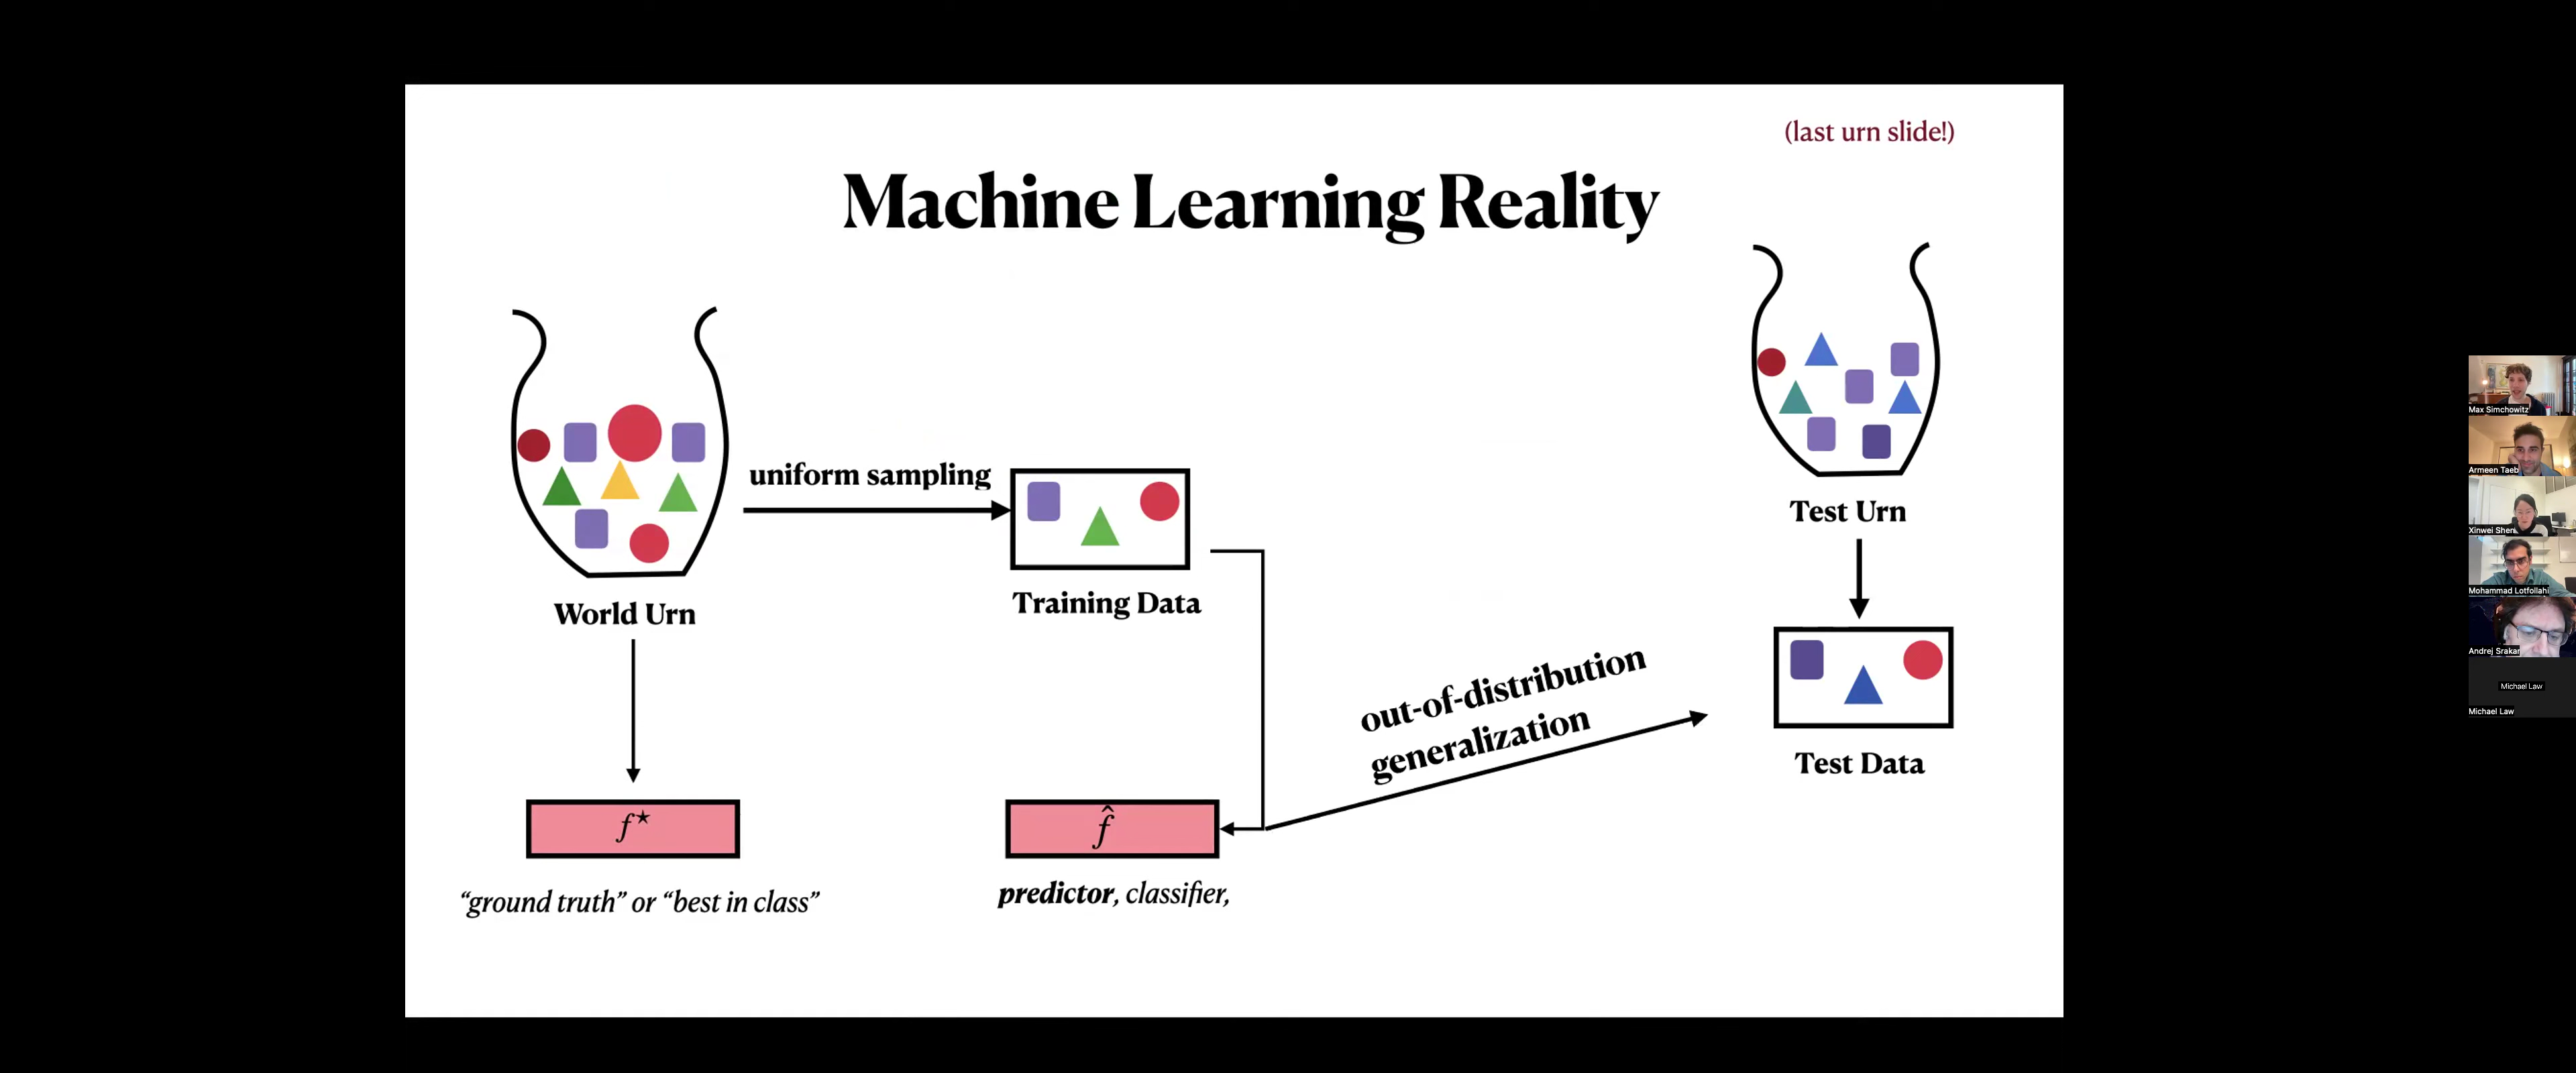 (last urn slide!)
Machine Learning Reality
uniform sampling
World Urn
Training Data
Test Urn
out-of-distribution
generalization
Test Data
f★
f̂
“ground truth” or “best in class”
predictor, classifier,
Max Simchowitz
Armeen Taeb
Xinwei Shen
Mohammad Lotfollahi
Andrej Srakar
Michael Law
Michael Law